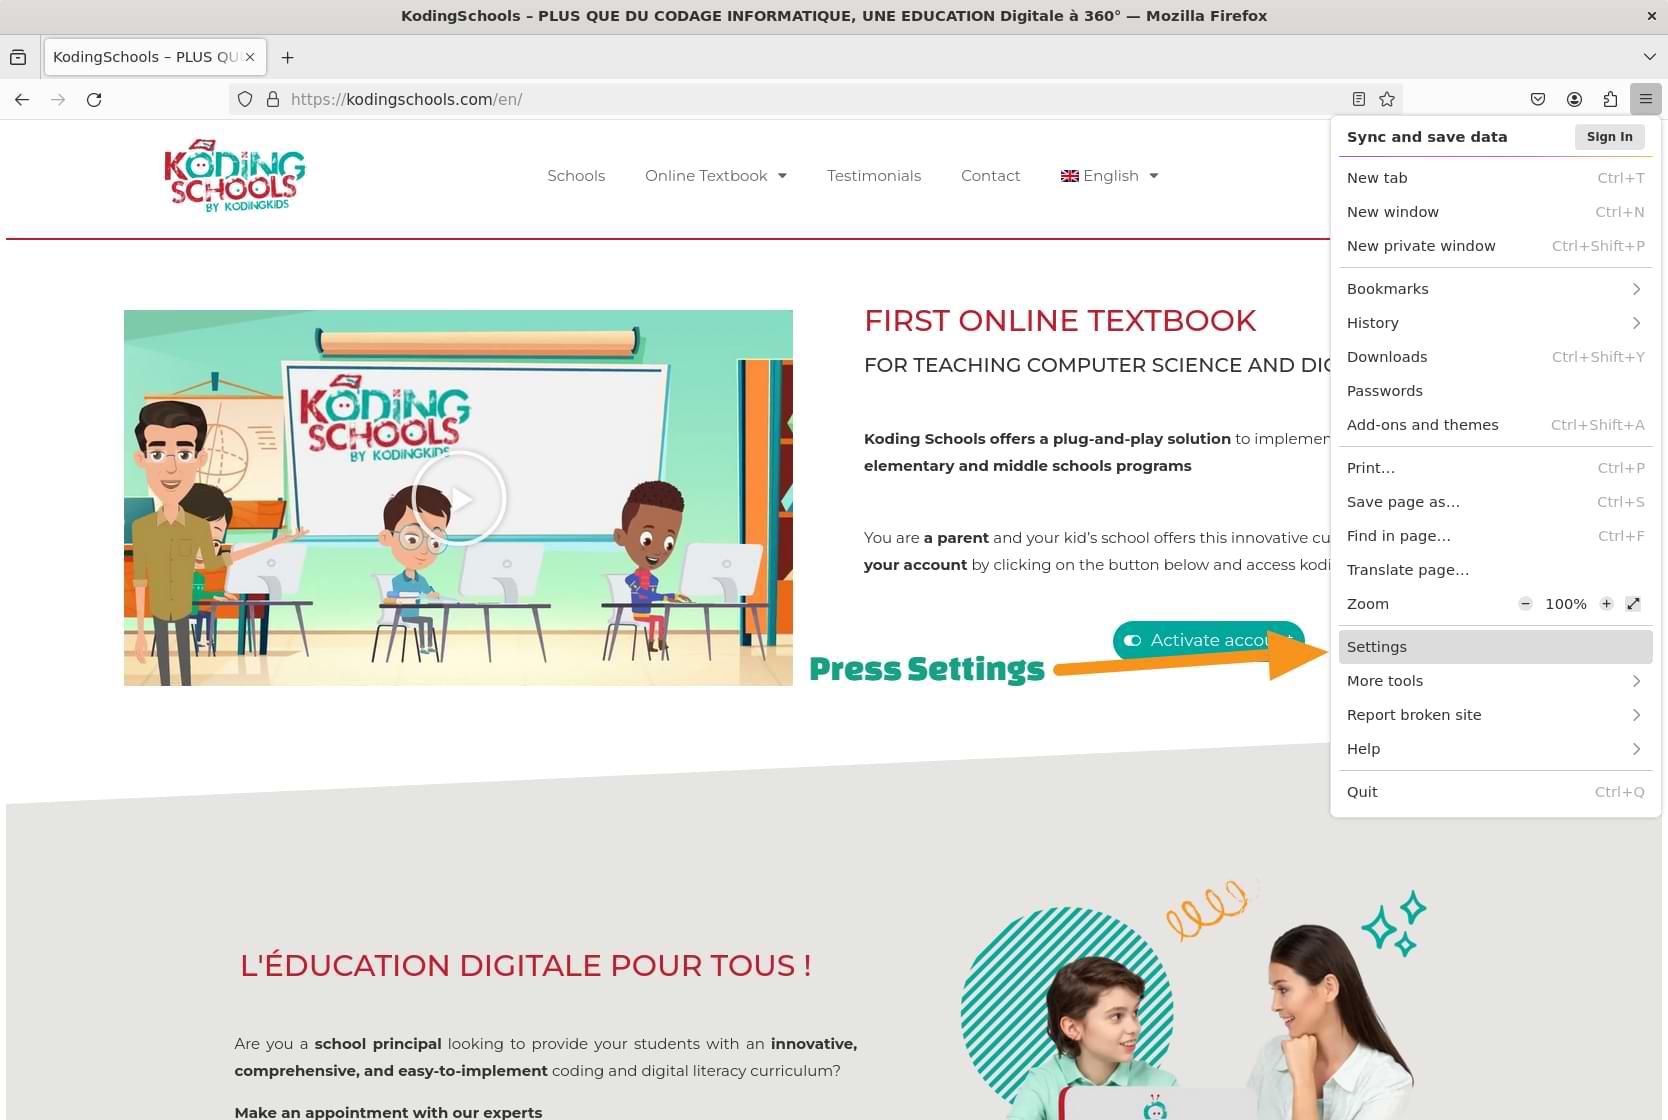 KodingSchools – PLUS QUE DU CODAGE INFORMATIQUE, UNE EDUCATION Digitale à 360° — Mozilla Firefox
KodingSchools – PLUS QU
https://kodingschools.com/en/
KODING
SCHOOLS
BY KODINGKIDS
Schools
Online Textbook
Testimonials
Contact
English
Sync and save data
Sign In
New tab Ctrl+T
New window Ctrl+N
New private window Ctrl+Shift+P
Bookmarks
History
Downloads Ctrl+Shift+Y
Passwords
Add-ons and themes Ctrl+Shift+A
Print… Ctrl+P
Save page as… Ctrl+S
Find in page… Ctrl+F
Translate page…
Zoom 100%
Settings
More tools
Report broken site
Help
Quit Ctrl+Q
KODING
SCHOOLS
BY KODINGKIDS
FIRST ONLINE TEXTBOOK
FOR TEACHING COMPUTER SCIENCE AND
Koding Schools offers a plug-and-play solution to
elementary and middle schools programs
You are a parent and your kid's school offers this innovative
your account by clicking on the button below and access
Activate account
Press Settings
L'ÉDUCATION DIGITALE POUR TOUS !
Are you a school principal looking to provide your students with an innovative,
comprehensive, and easy-to-implement coding and digital literacy curriculum?
Make an appointment with our experts